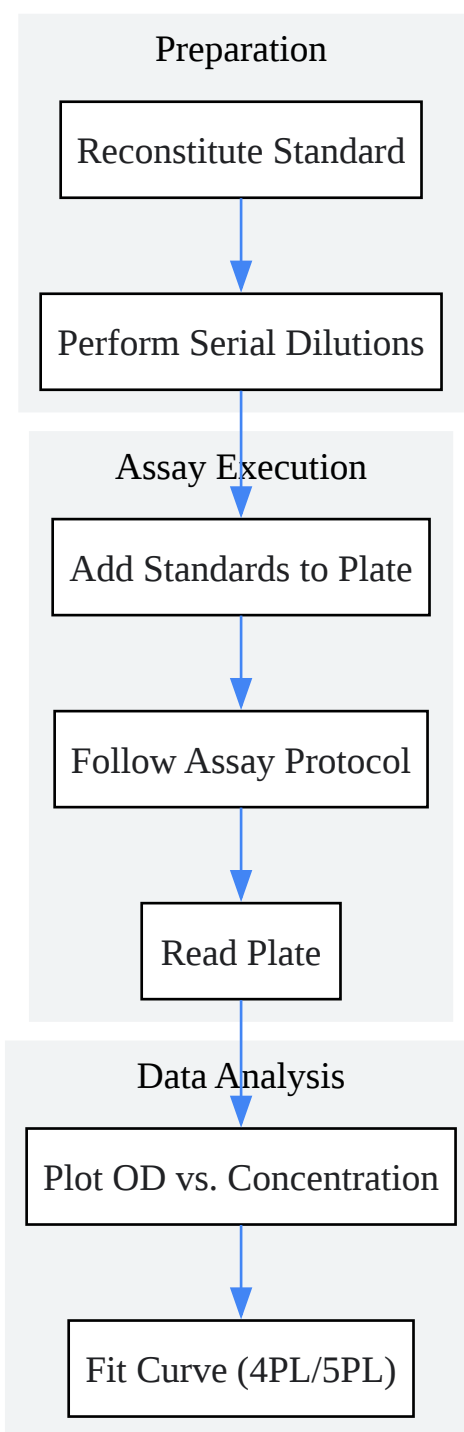 Preparation
Reconstitute Standard
Perform Serial Dilutions
Assay Execution
Add Standards to Plate
Follow Assay Protocol
Read Plate
Data Analysis
Plot OD vs. Concentration
Fit Curve (4PL/5PL)